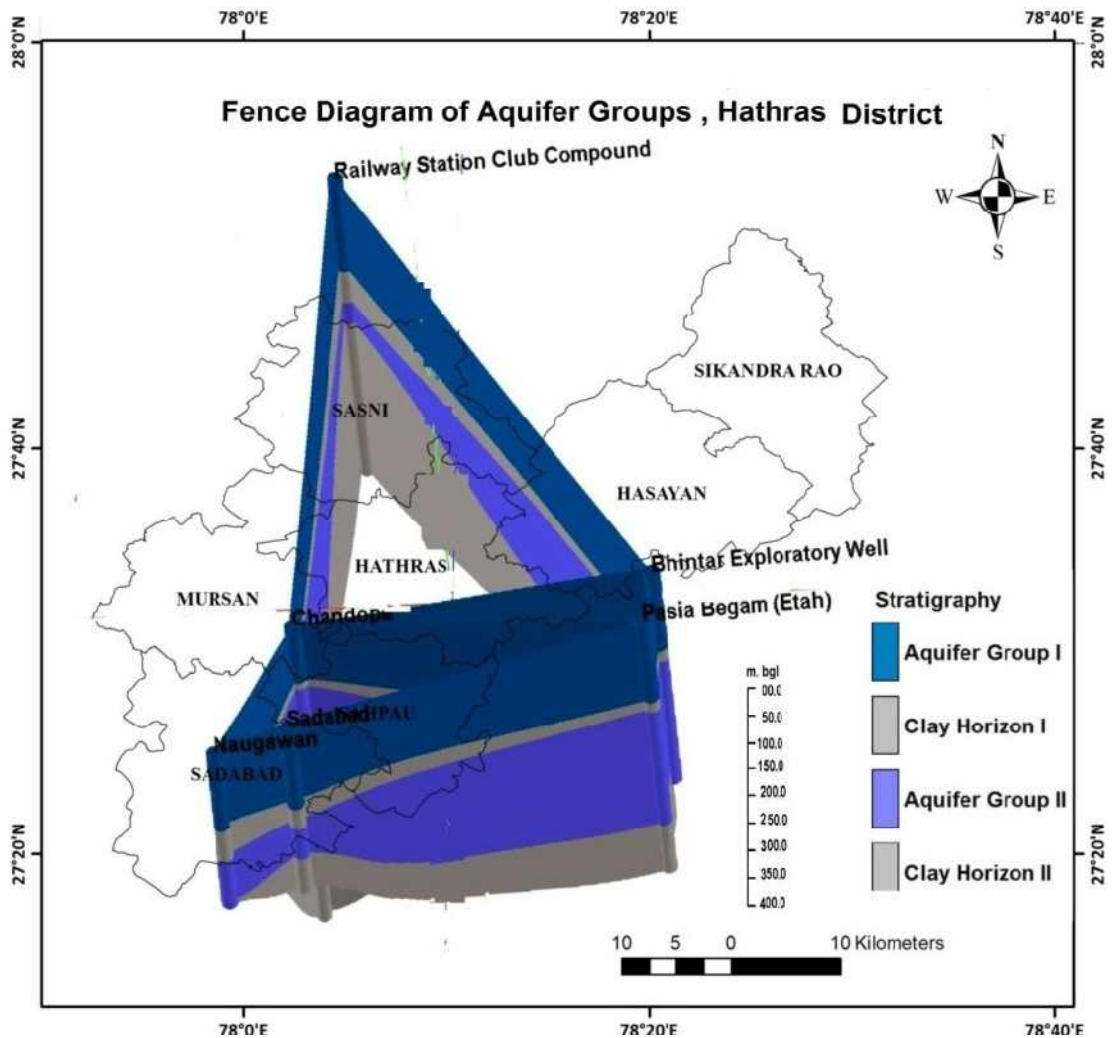 78°0'E 78°20'E 78°40'E
28°0'N 28°0'N
Fence Diagram of Aquifer Groups , Hathras District
Railway Station Club Compound
N
W E
S
SIKANDRA RAO
SASNI
27°40'N 27°40'N
HASAYAN
Bhintar Exploratory Well
HATHRAS
MURSAN
Pasia Begam (Etah)
Stratigraphy
Aquifer Group I
Clay Horizon I
Aquifer Group II
Clay Horizon II
Sadabad
Naugawan
SADABAD
m. bgl
00.0
50.0
100.0
150.0
200.0
250.0
300.0
350.0
400.0
27°20'N 27°20'N
10 5 0 10 Kilometers
78°0'E 78°20'E 78°40'E